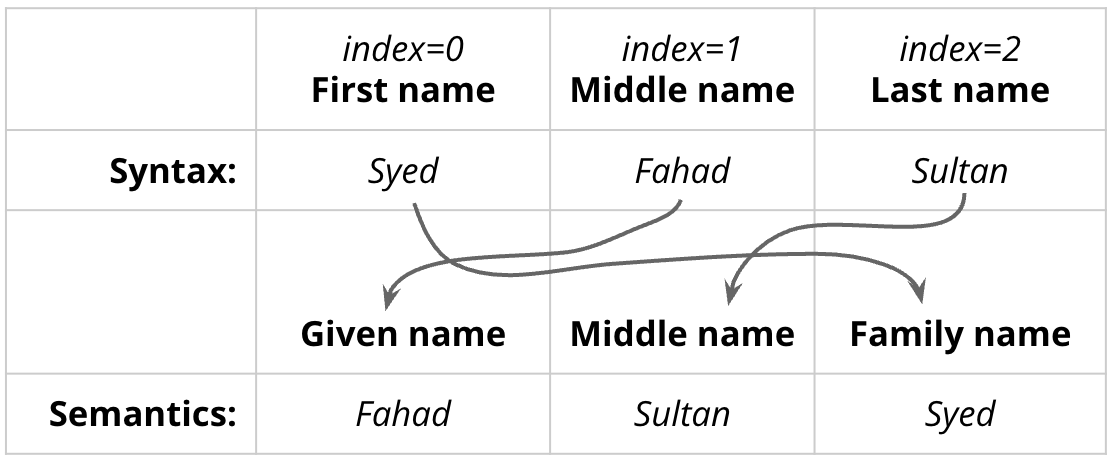 index=0 index=1 index=2
First name Middle name Last name
Syntax: Syed Fahad Sultan
Given name Middle name Family name
Semantics: Fahad Sultan Syed